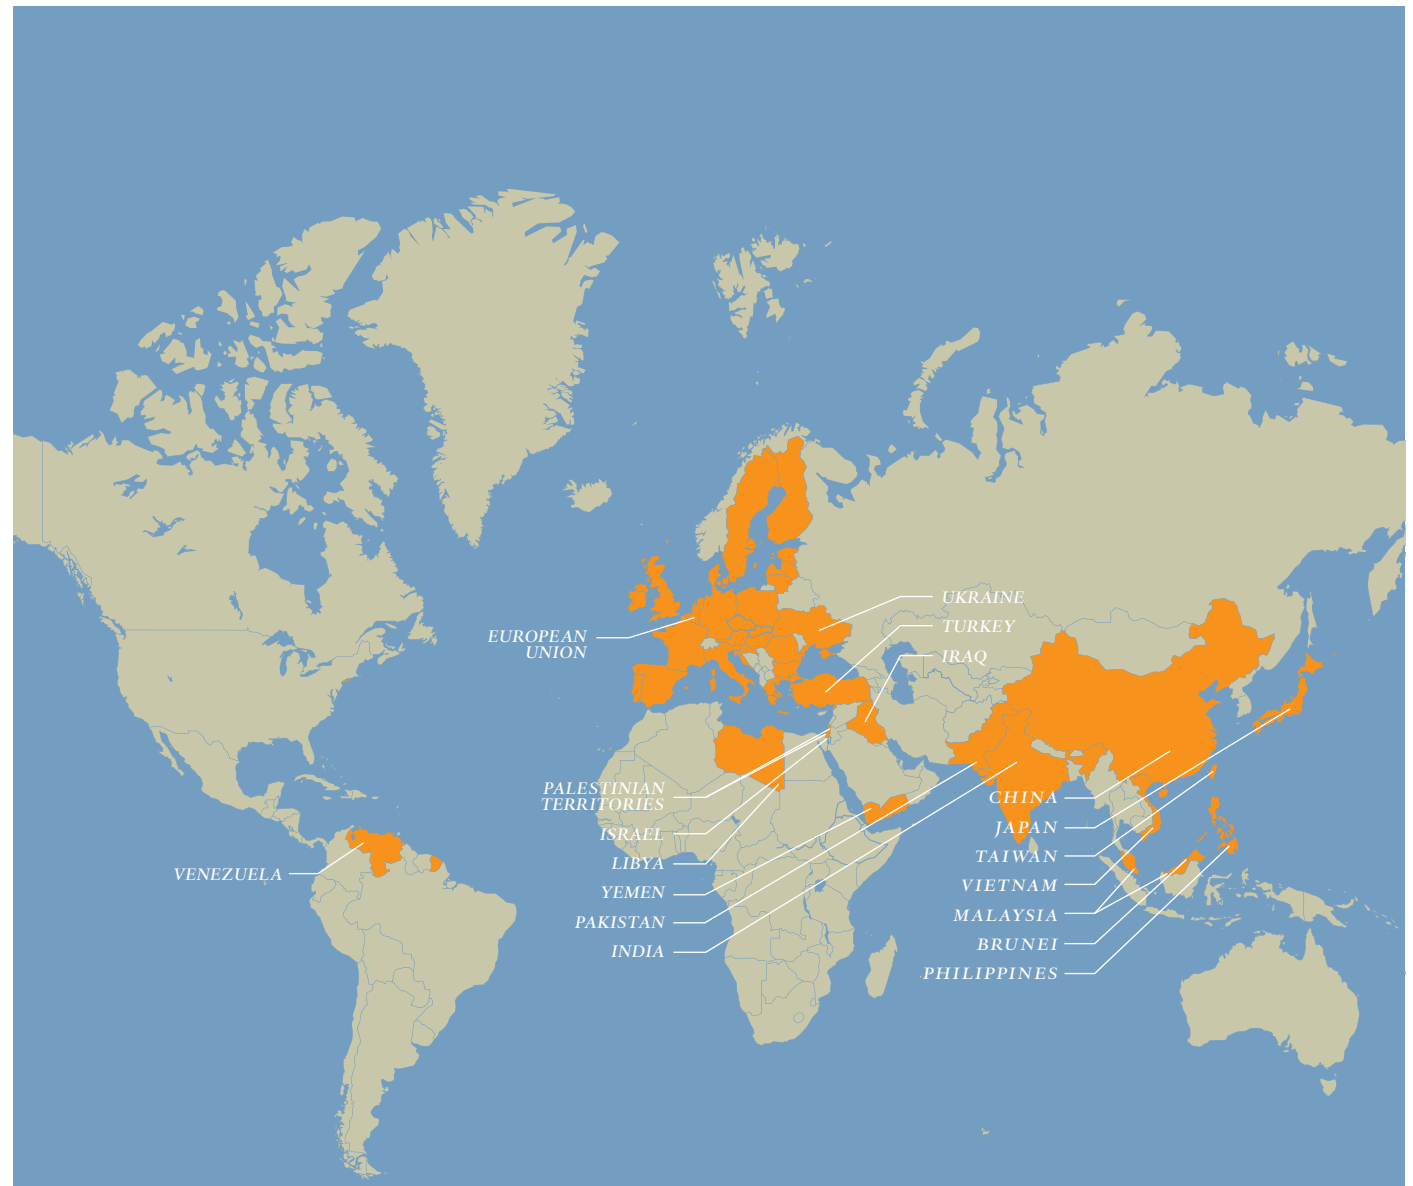 UKRAINE
TURKEY
IRAQ
EUROPEAN
UNION
PALESTINIAN
TERRITORIES
ISRAEL
LIBYA
YEMEN
PAKISTAN
INDIA
VENEZUELA
CHINA
JAPAN
TAIWAN
VIETNAM
MALAYSIA
BRUNEI
PHILIPPINES